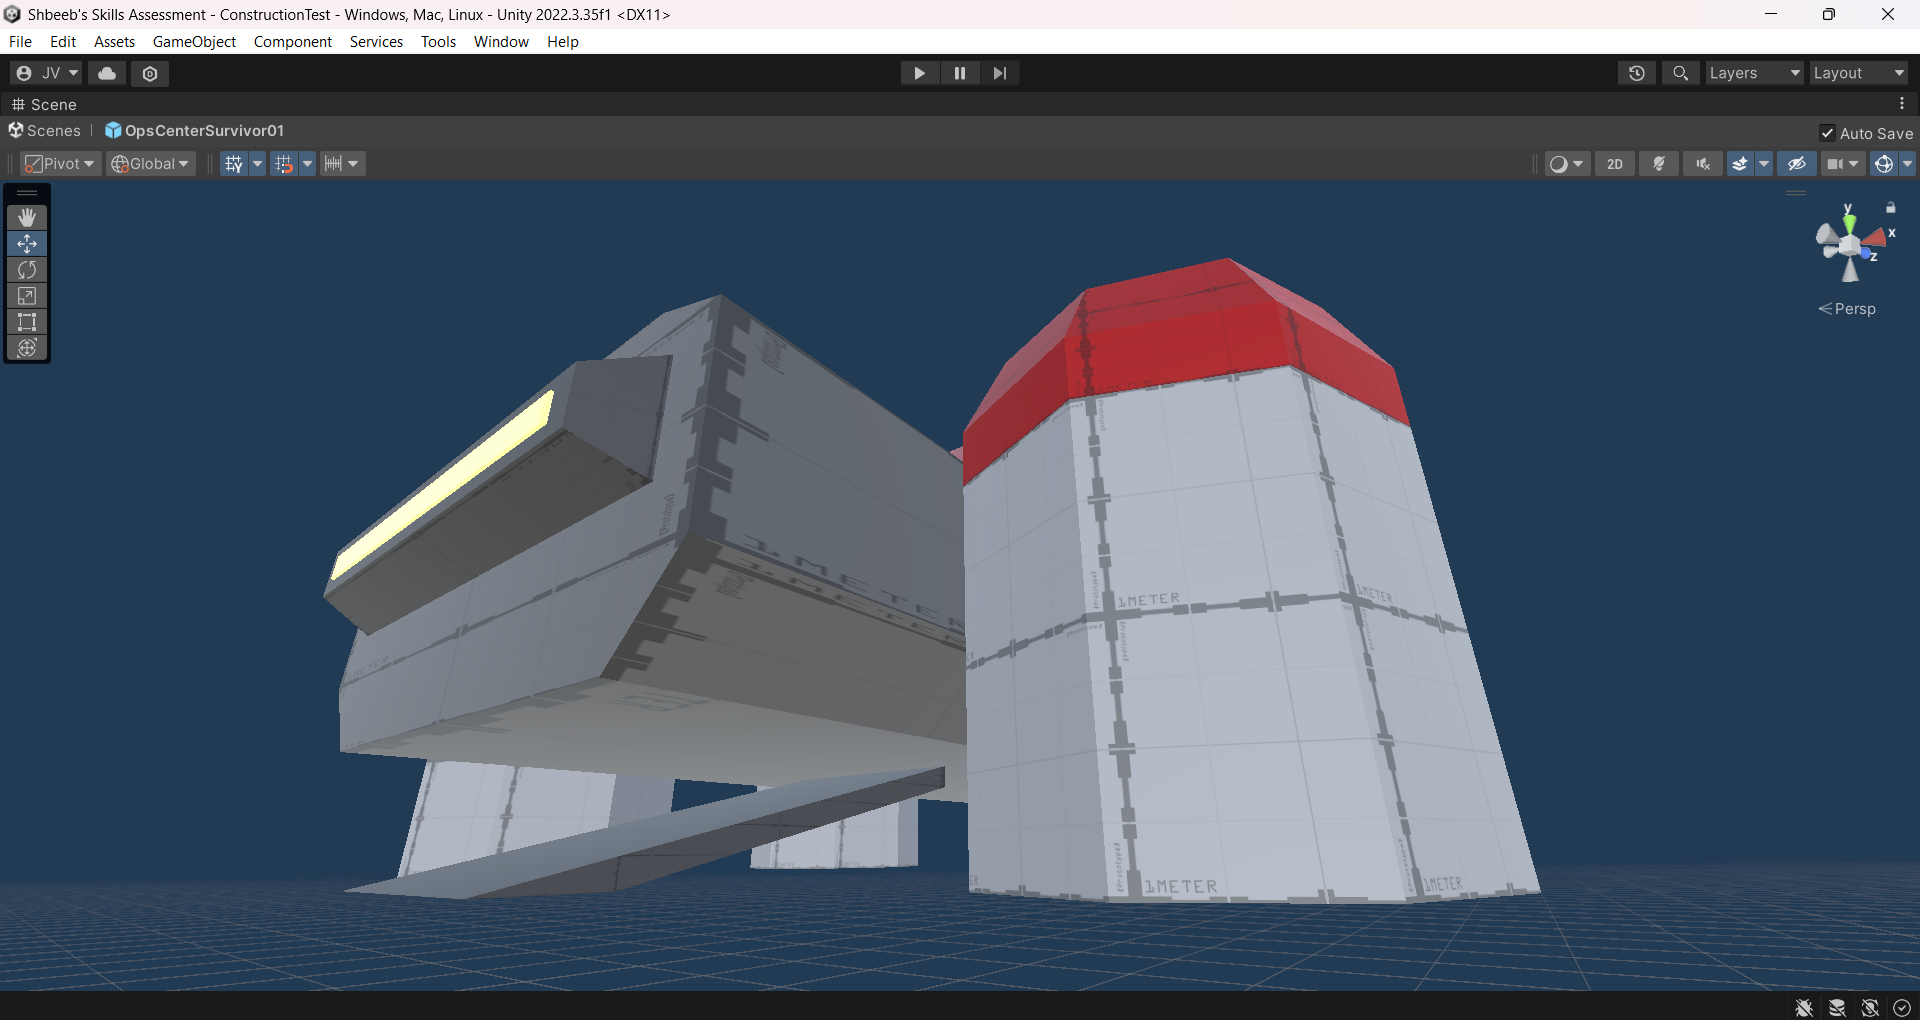 Shbeeb's Skills Assessment - ConstructionTest - Windows, Mac, Linux - Unity 2022.3.35f1 <DX11>
File Edit Assets GameObject Component Services Tools Window Help
JV Layers Layout
Scene
Scenes | OpsCenterSurvivor01 Auto Save
Pivot Global 2D
y
x
z
Persp
1METER
1METER
1METER
1METER
1METER
1METER
1METER